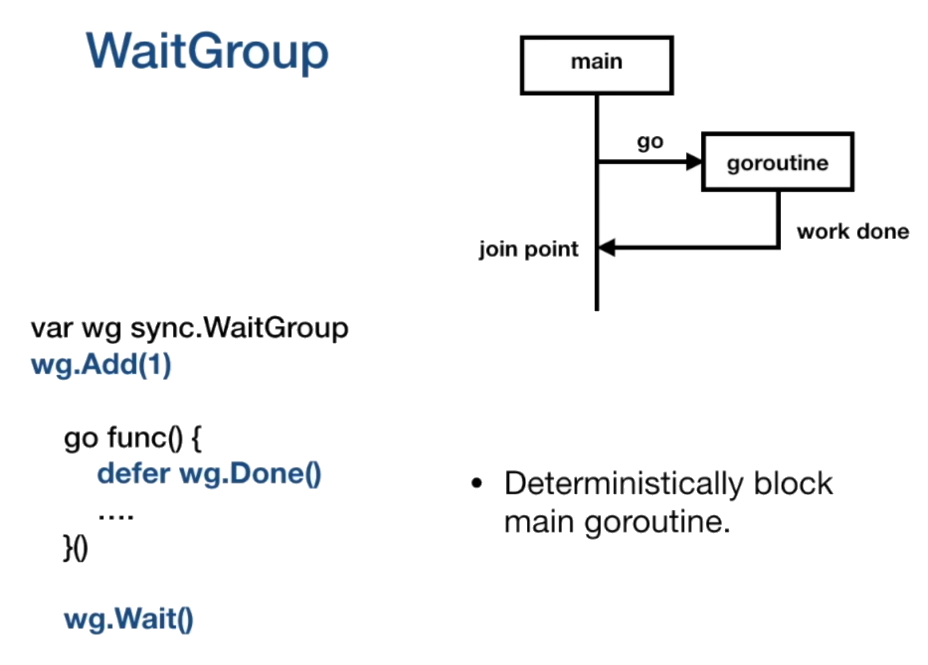 WaitGroup
main
go
goroutine
work done
join point
var wg sync.WaitGroup
wg.Add(1)
go func() {
defer wg.Done()
....
}()
wg.Wait()
• Deterministically block
main goroutine.